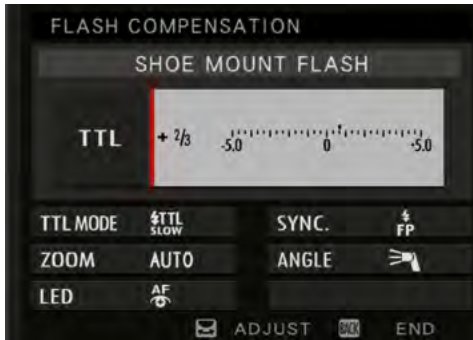 FLASH COMPENSATION
SHOE MOUNT FLASH
TTL + 2/3 -5.0 0 +5.0
TTL MODE TTL SLOW SYNC. FP
ZOOM AUTO ANGLE
LED AF
ADJUST BACK END